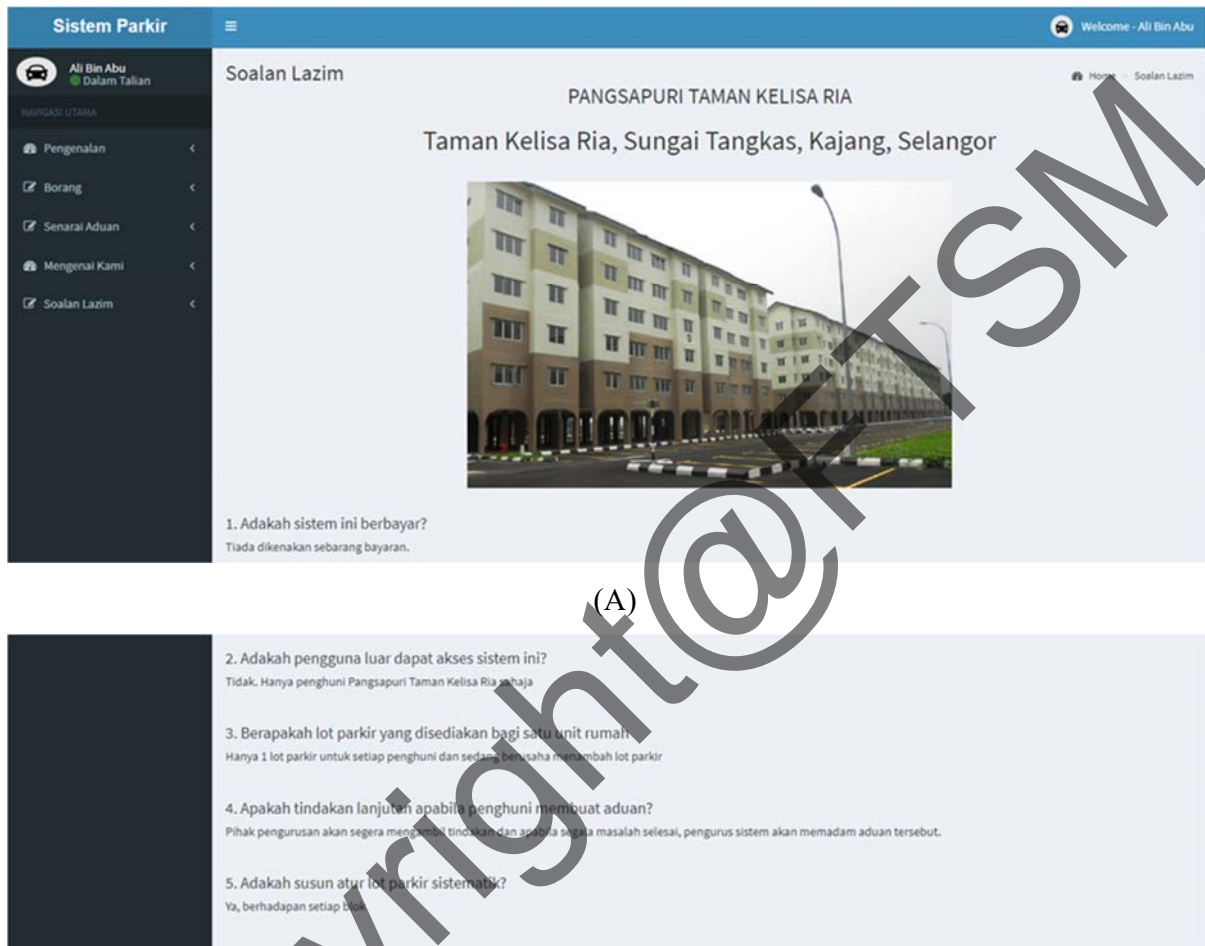 Sistem Parkir
Welcome - Ali Bin Abu
Ali Bin Abu
Dalam Talian
NAVIGASI UTAMA
Pengenalan
Borang
Senarai Aduan
Mengenai Kami
Soalan Lazim
Soalan Lazim
Home - Soalan Lazim
PANGSAPURI TAMAN KELISA RIA
Taman Kelisa Ria, Sungai Tangkas, Kajang, Selangor
1. Adakah sistem ini berbayar?
Tiada dikenakan sebarang bayaran.
(A)
2. Adakah pengguna luar dapat akses sistem ini?
Tidak. Hanya penghuni Pangsapuri Taman Kelisa Ria sahaja
3. Berapakah lot parkir yang disediakan bagi satu unit rumah
Hanya 1 lot parkir untuk setiap penghuni dan sedang berusaha menambah lot parkir
4. Apakah tindakan lanjutan apabila penghuni membuat aduan?
Pihak pengurusan akan segera mengambil tindakan dan apabila segala masalah selesai, pengurus sistem akan memadam aduan tersebut.
5. Adakah susun atur lot parkir sistematik?
Ya, berhadapan setiap blok
yright@FTSM